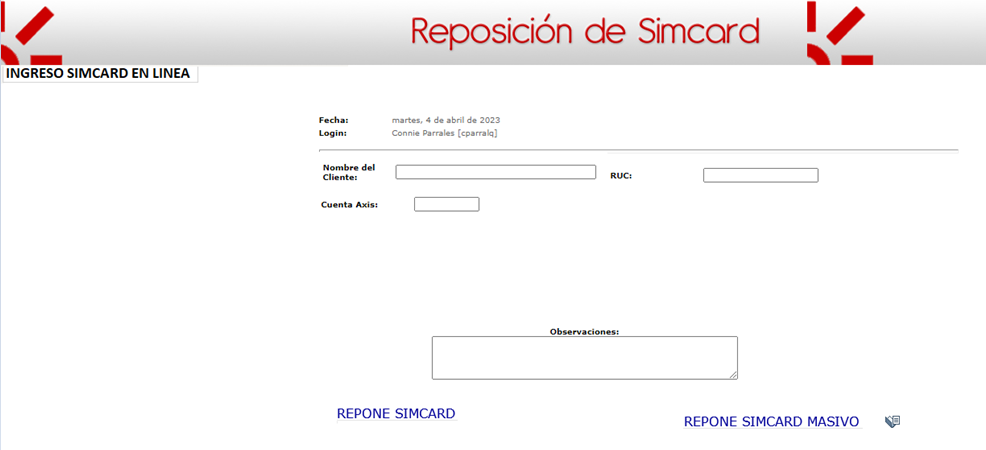 Reposición de Simcard
INGRESO SIMCARD EN LINEA
Fecha: martes, 4 de abril de 2023
Login: Connie Parrales [cparralq]
Nombre del
Cliente:
RUC:
Cuenta Axis:
Observaciones:
REPONE SIMCARD
REPONE SIMCARD MASIVO